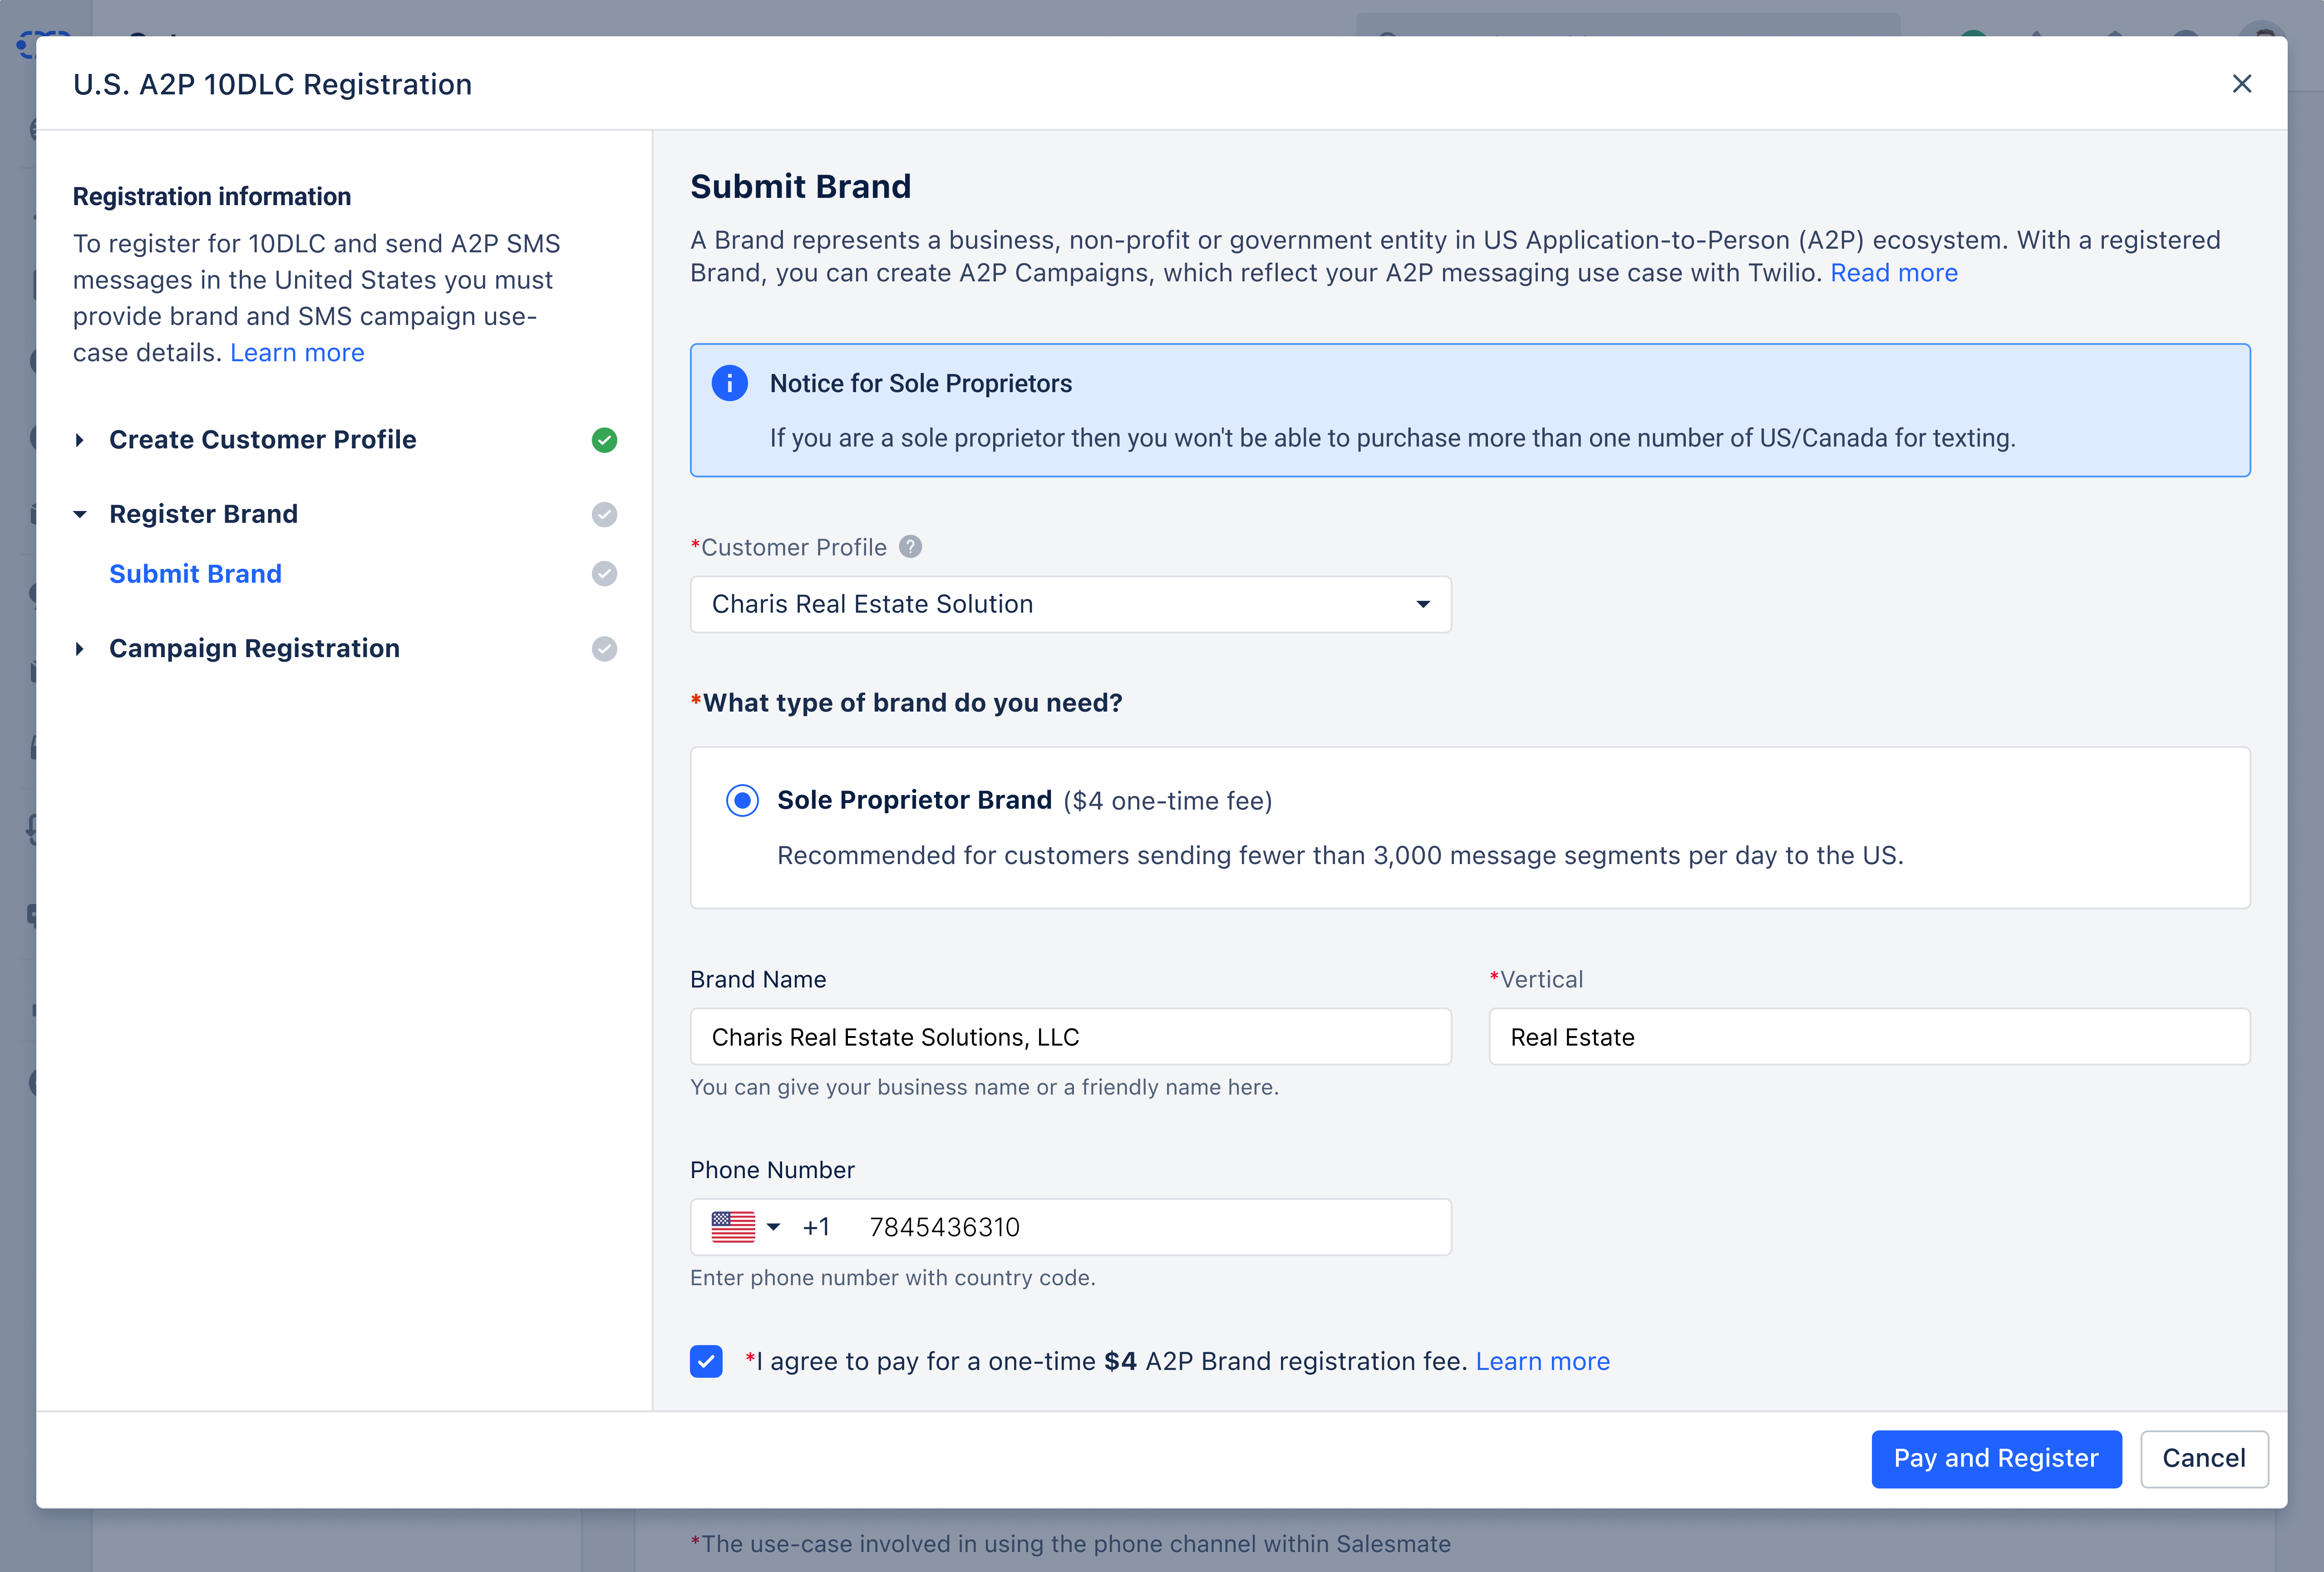 U.S. A2P 10DLC Registration
Registration information
To register for 10DLC and send A2P SMS
messages in the United States you must
provide brand and SMS campaign use-
case details. Learn more
Create Customer Profile
Register Brand
Submit Brand
Campaign Registration
Submit Brand
A Brand represents a business, non-profit or government entity in US Application-to-Person (A2P) ecosystem. With a registered
Brand, you can create A2P Campaigns, which reflect your A2P messaging use case with Twilio. Read more
Notice for Sole Proprietors
If you are a sole proprietor then you won't be able to purchase more than one number of US/Canada for texting.
*Customer Profile ?
Charis Real Estate Solution
*What type of brand do you need?
Sole Proprietor Brand ($4 one-time fee)
Recommended for customers sending fewer than 3,000 message segments per day to the US.
Brand Name
Charis Real Estate Solutions, LLC
You can give your business name or a friendly name here.
*Vertical
Real Estate
Phone Number
+1 7845436310
Enter phone number with country code.
*I agree to pay for a one-time $4 A2P Brand registration fee. Learn more
Pay and Register
Cancel
*The use-case involved in using the phone channel within Salesmate